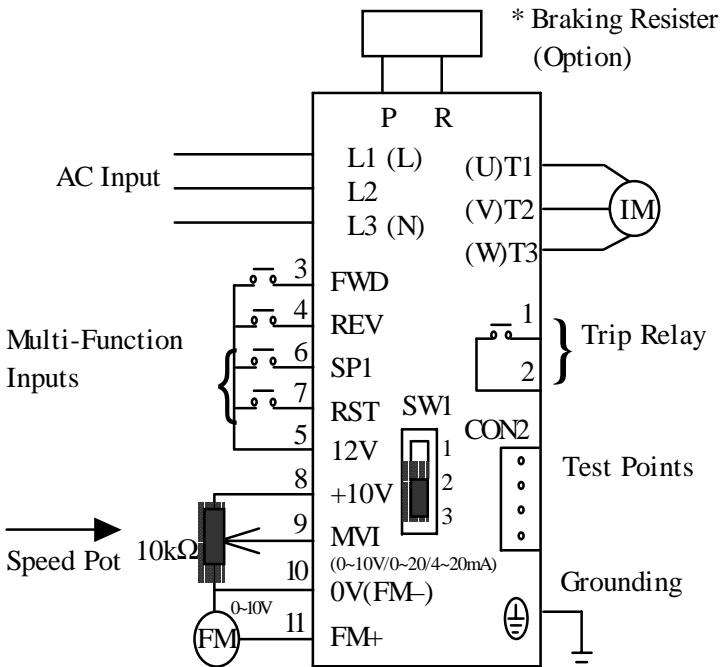 * Braking Resister
(Option)
P R
L1 (L)
L2
L3 (N)
AC Input
(U)T1
(V)T2
(W)T3
IM
3 FWD
4 REV
6 SP1
7 RST
5 12V
Multi-Function
Inputs
1
2
Trip Relay
SW1
1
2
3
CON2
Test Points
8 +10V
9 MVI
(0~10V/0~20/4~20mA)
10 0V(FM–)
11 FM+
Speed Pot
10kΩ
0~10V
FM
Grounding